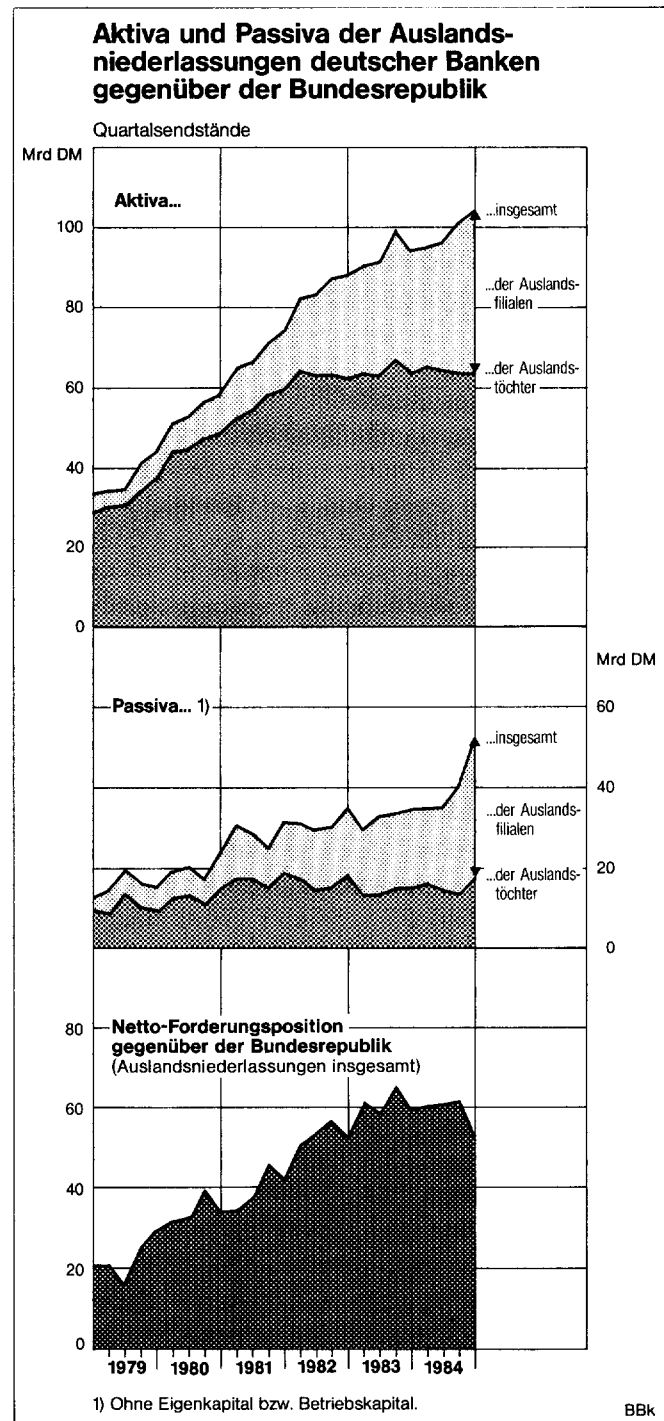 Aktiva und Passiva der Auslands-
niederlassungen deutscher Banken
gegenüber der Bundesrepublik
Quartalsendstände
Mrd DM
Aktiva...
100
80
60
40
20
0
...insgesamt
...der Auslands-
filialen
...der Auslands-
töchter
Mrd DM
Passiva... 1)
60
40
20
0
...insgesamt
...der Auslands-
filialen
...der Auslands-
töchter
80
60
40
20
0
Netto-Forderungsposition
gegenüber der Bundesrepublik
(Auslandsniederlassungen insgesamt)
1979 1980 1981 1982 1983 1984
1) Ohne Eigenkapital bzw. Betriebskapital.
BBk